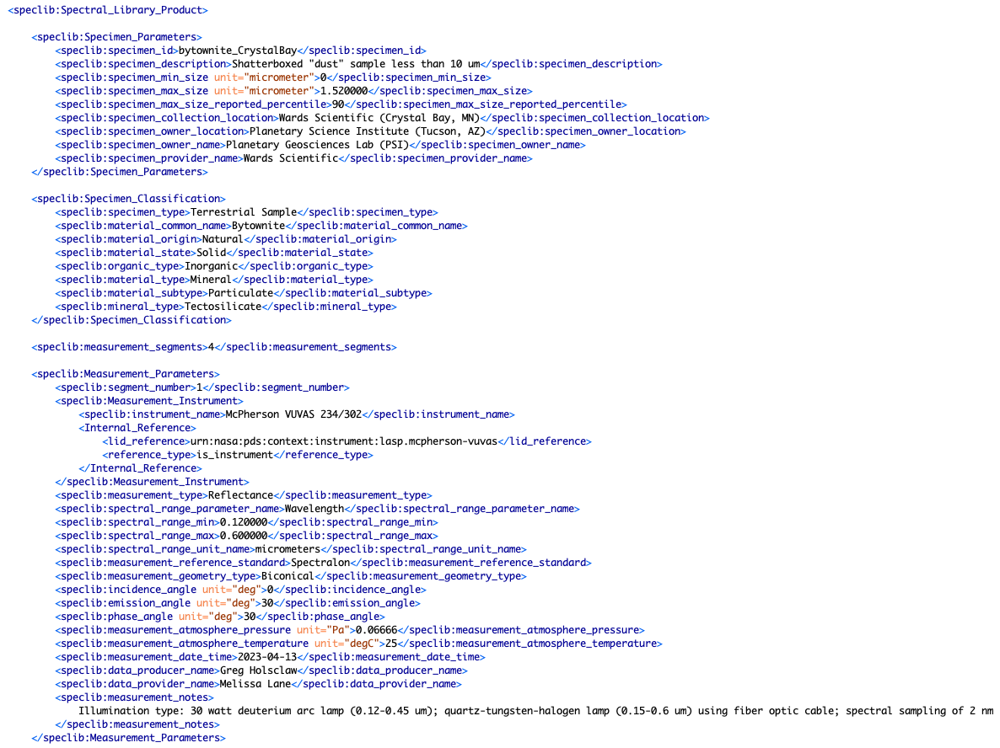 <speclib:Spectral_Library_Product>
<speclib:Specimen_Parameters>
<speclib:specimen_id>bytownite_CrystalBay</speclib:specimen_id>
<speclib:specimen_description>Shatterboxed "dust" sample less than 10 um</speclib:specimen_description>
<speclib:specimen_min_size unit="micrometer">0</speclib:specimen_min_size>
<speclib:specimen_max_size unit="micrometer">1.520000</speclib:specimen_max_size>
<speclib:specimen_max_size_reported_percentile>90</speclib:specimen_max_size_reported_percentile>
<speclib:specimen_collection_location>Wards Scientific (Crystal Bay, MN)</speclib:specimen_collection_location>
<speclib:specimen_owner_location>Planetary Science Institute (Tucson, AZ)</speclib:specimen_owner_location>
<speclib:specimen_owner_name>Planetary Geosciences Lab (PSI)</speclib:specimen_owner_name>
<speclib:specimen_provider_name>Wards Scientific</speclib:specimen_provider_name>
</speclib:Specimen_Parameters>
<speclib:Specimen_Classification>
<speclib:specimen_type>Terrestrial Sample</speclib:specimen_type>
<speclib:material_common_name>Bytownite</speclib:material_common_name>
<speclib:material_origin>Natural</speclib:material_origin>
<speclib:material_state>Solid</speclib:material_state>
<speclib:organic_type>Inorganic</speclib:organic_type>
<speclib:material_type>Mineral</speclib:material_type>
<speclib:material_subtype>Particulate</speclib:material_subtype>
<speclib:mineral_type>Tectosilicate</speclib:mineral_type>
</speclib:Specimen_Classification>
<speclib:measurement_segments>4</speclib:measurement_segments>
<speclib:Measurement_Parameters>
<speclib:segment_number>1</speclib:segment_number>
<speclib:Measurement_Instrument>
<speclib:instrument_name>McPherson VUVAS 234/302</speclib:instrument_name>
<Internal_Reference>
<lid_reference>urn:nasa:pds:context:instrument:lasp.mcpherson-vuvas</lid_reference>
<reference_type>is_instrument</reference_type>
</Internal_Reference>
</speclib:Measurement_Instrument>
<speclib:measurement_type>Reflectance</speclib:measurement_type>
<speclib:spectral_range_parameter_name>Wavelength</speclib:spectral_range_parameter_name>
<speclib:spectral_range_min>0.120000</speclib:spectral_range_min>
<speclib:spectral_range_max>0.600000</speclib:spectral_range_max>
<speclib:spectral_range_unit_name>micrometers</speclib:spectral_range_unit_name>
<speclib:measurement_reference_standard>Spectralon</speclib:measurement_reference_standard>
<speclib:measurement_geometry_type>Biconical</speclib:measurement_geometry_type>
<speclib:incidence_angle unit="deg">0</speclib:incidence_angle>
<speclib:emission_angle unit="deg">30</speclib:emission_angle>
<speclib:phase_angle unit="deg">30</speclib:phase_angle>
<speclib:measurement_atmosphere_pressure unit="Pa">0.06666</speclib:measurement_atmosphere_pressure>
<speclib:measurement_atmosphere_temperature unit="degC">25</speclib:measurement_atmosphere_temperature>
<speclib:measurement_date_time>2023-04-13</speclib:measurement_date_time>
<speclib:data_producer_name>Greg Holsclaw</speclib:data_producer_name>
<speclib:data_provider_name>Melissa Lane</speclib:data_provider_name>
<speclib:measurement_notes>
Illumination type: 30 watt deuterium arc lamp (0.12-0.45 um); quartz-tungsten-halogen lamp (0.15-0.6 um) using fiber optic cable; spectral sampling of 2 nm
</speclib:measurement_notes>
</speclib:Measurement_Parameters>